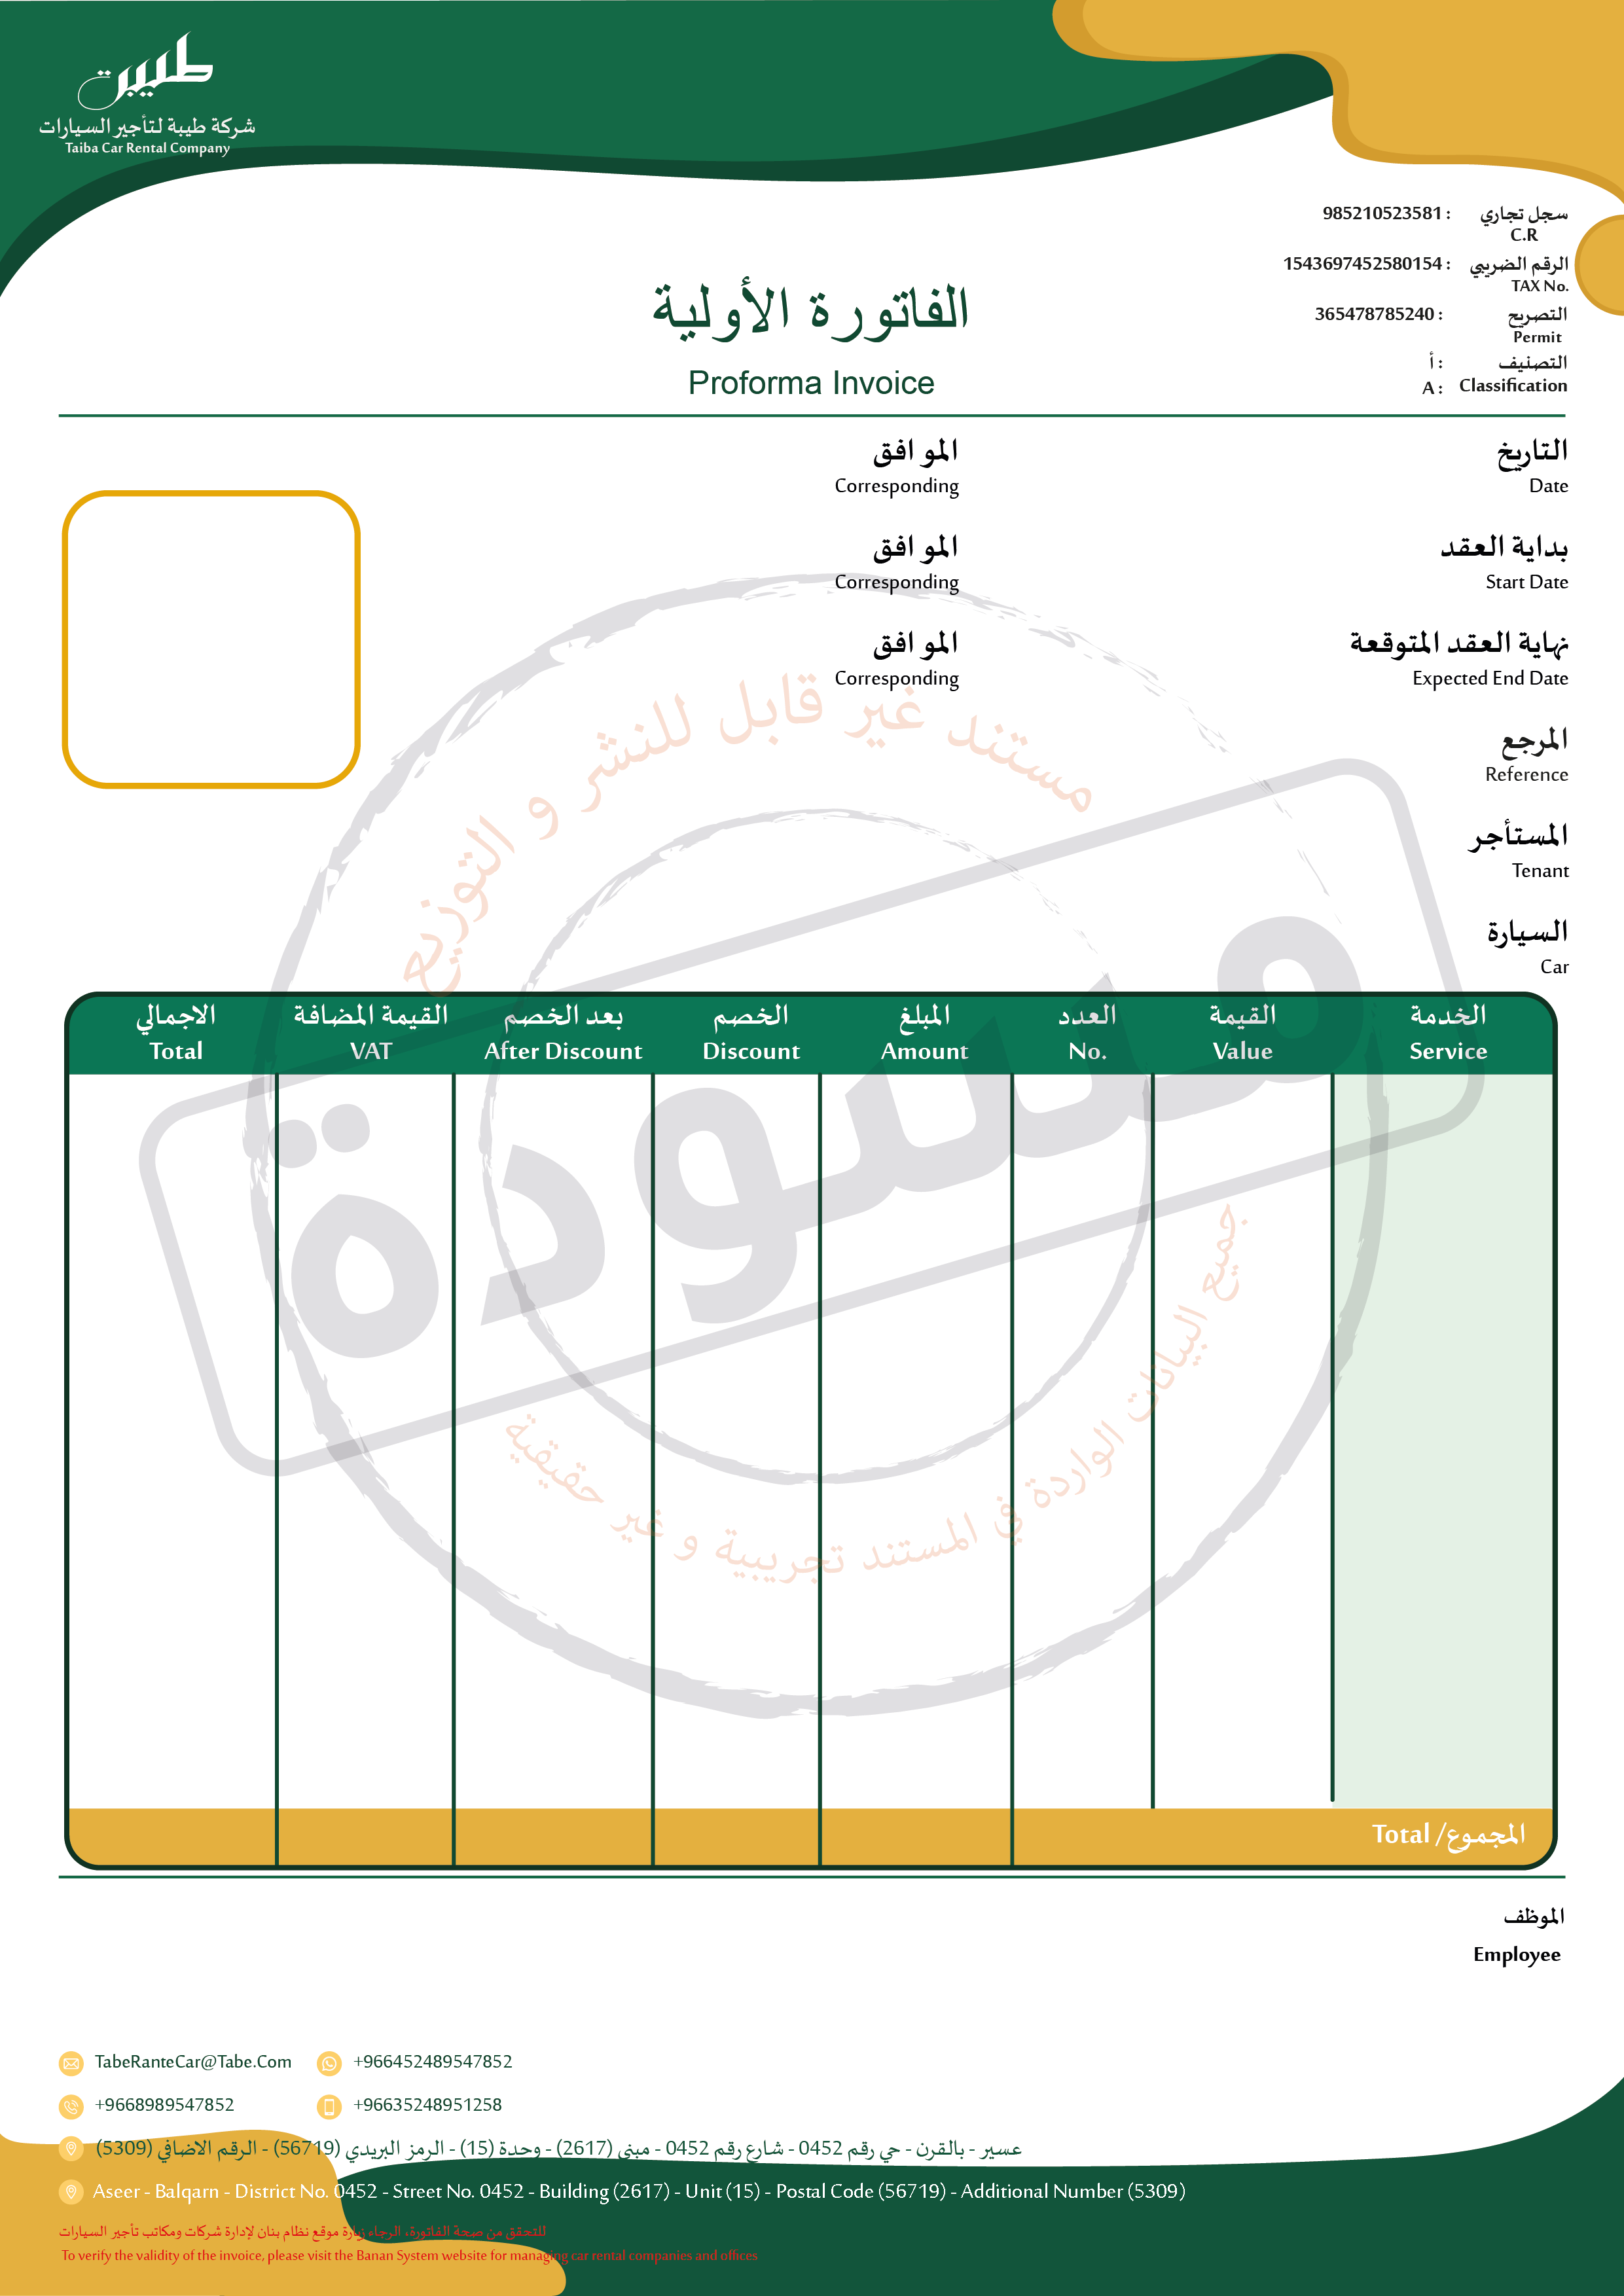 طيبة
شركة طيبة لتأجير السيارات
Taiba Car Rental Company
سجل تجاري : 985210523581
C.R
الرقم الضريبي : 1543697452580154
TAX No.
التصريح : 365478785240
Permit
التصنيف : أ
Classification : A
الفاتورة الأولية
Proforma Invoice
التاريخ الموافق
Date Corresponding
بداية العقد الموافق
Start Date Corresponding
نهاية العقد المتوقعة الموافق
Expected End Date Corresponding
المرجع
Reference
المستأجر
Tenant
السيارة
Car
مستند غير قابل للنشر و التوزيع
مسودة
جميع البيانات الواردة في المستند تجريبية و غير حقيقية
الخدمة القيمة العدد المبلغ الخصم بعد الخصم القيمة المضافة الاجمالي
Service Value No. Amount Discount After Discount VAT Total
المجموع/ Total
الموظف
Employee
TabeRanteCar@Tabe.Com +966452489547852
+9668989547852 +96635248951258
عسير - بالقرن - حي رقم 0452 - شارع رقم 0452 - مبنى (2617) - وحدة (15) - الرمز البريدي (56719) - الرقم الاضافي (5309)
Aseer - Balqarn - District No. 0452 - Street No. 0452 - Building (2617) - Unit (15) - Postal Code (56719) - Additional Number (5309)
للتحقق من صحة الفاتورة، الرجاء زيارة موقع نظام بنان لإدارة شركات ومكاتب تأجير السيارات
To verify the validity of the invoice, please visit the Banan System website for managing car rental companies and offices